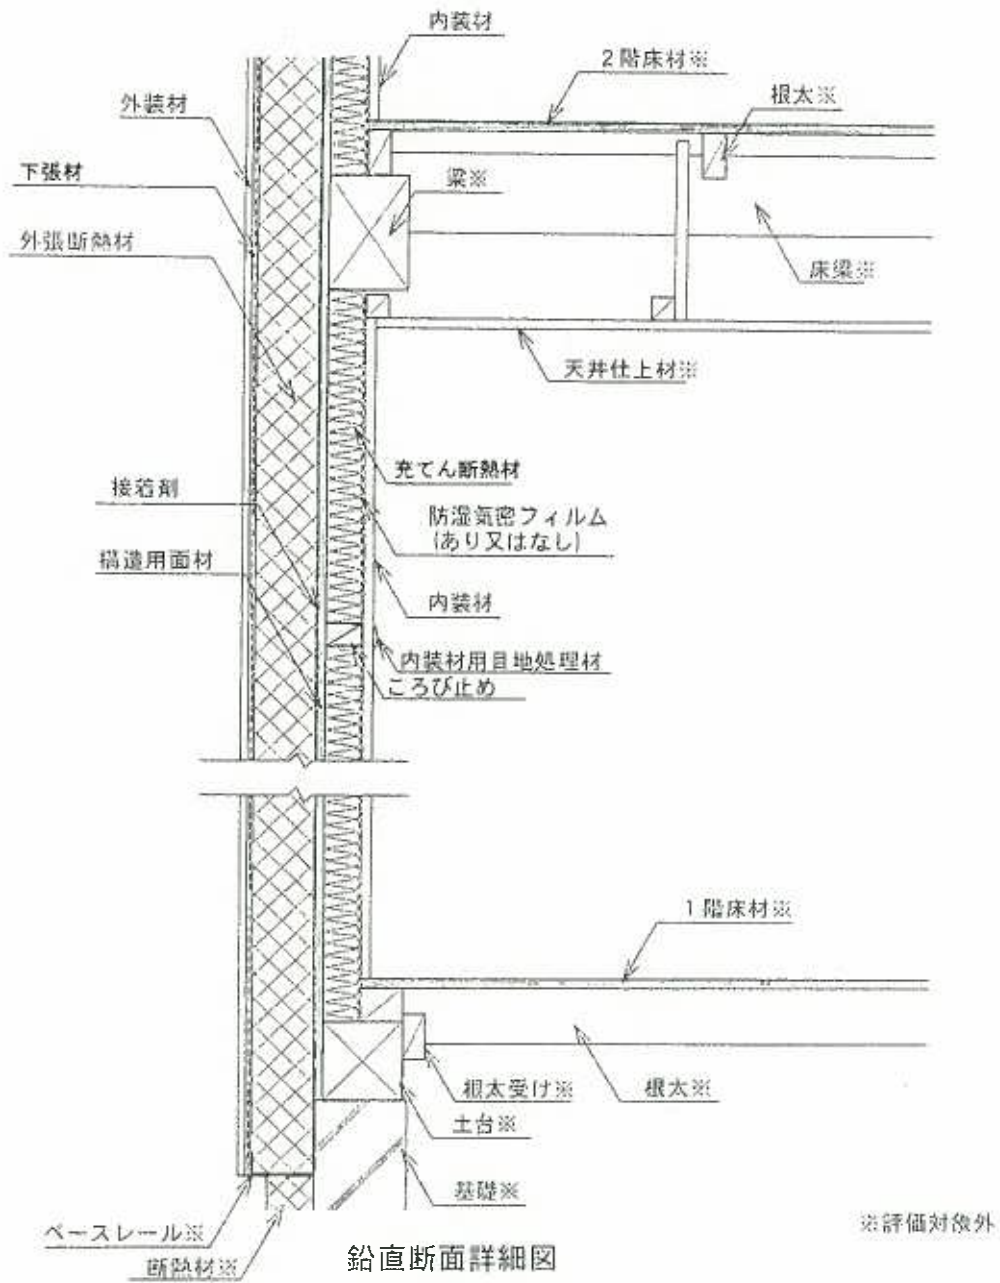 内装材
2階床材※
根太※
外装材
下張材
外張断熱材
梁※
床梁※
天井仕上材※
充てん断熱材
接着剤
防湿気密フィルム
(あり又はなし)
構造用面材
内装材
内装材用目地処理材
ころび止め
1階床材※
根太受け※
根太※
土台※
基礎※
ベースレール※
断熱材※
鉛直断面詳細図
※評価対象外